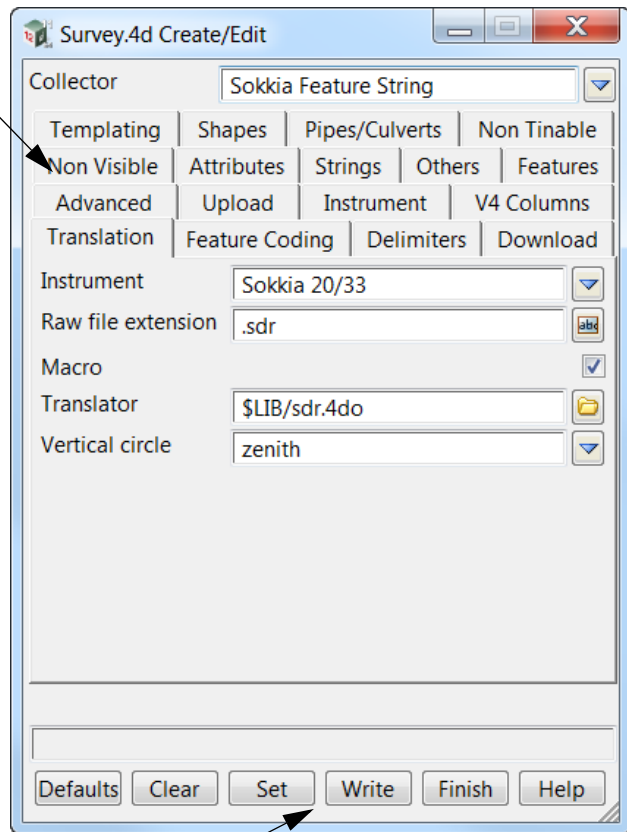 Survey.4d Create/Edit
Collector Sokkia Feature String
Templating Shapes Pipes/Culverts Non Tinable
Non Visible Attributes Strings Others Features
Advanced Upload Instrument V4 Columns
Translation Feature Coding Delimiters Download
Instrument Sokkia 20/33
Raw file extension .sdr
Macro
Translator $LIB/sdr.4do
Vertical circle zenith
Defaults Clear Set Write Finish Help